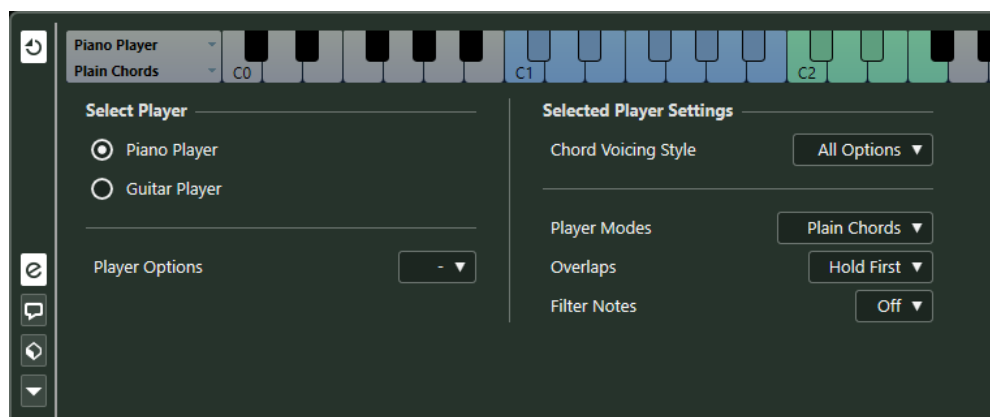 Piano Player
Plain Chords
C0
C1
C2
Select Player
Piano Player
Guitar Player
Player Options
-
Selected Player Settings
Chord Voicing Style
All Options
Player Modes
Plain Chords
Overlaps
Hold First
Filter Notes
Off